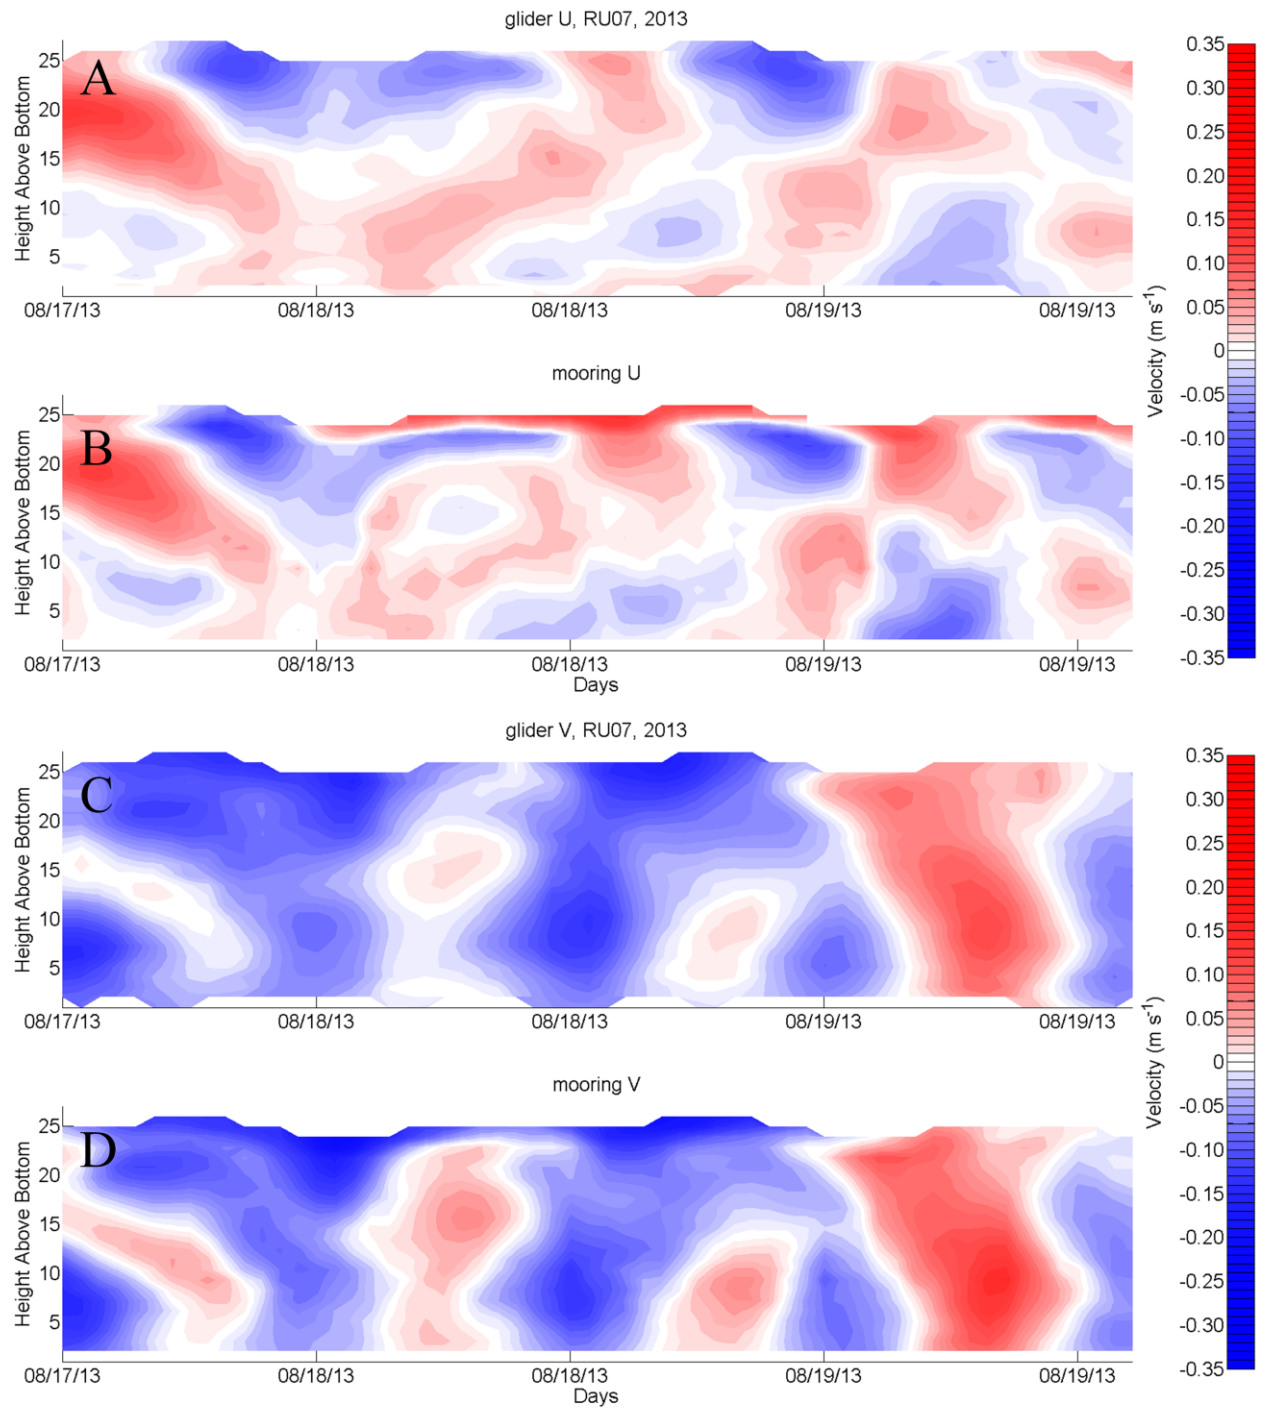 glider U, RU07, 2013
A
Height Above Bottom
25
20
15
10
5
08/17/13 08/18/13 08/18/13 08/19/13 08/19/13
mooring U
B
Height Above Bottom
25
20
15
10
5
08/17/13 08/18/13 08/18/13 08/19/13 08/19/13
Days
Velocity (m s-1)
0.35
0.30
0.25
0.20
0.15
0.10
0.05
0
-0.05
-0.10
-0.15
-0.20
-0.25
-0.30
-0.35
glider V, RU07, 2013
C
Height Above Bottom
25
20
15
10
5
08/17/13 08/18/13 08/18/13 08/19/13 08/19/13
mooring V
D
Height Above Bottom
25
20
15
10
5
08/17/13 08/18/13 08/18/13 08/19/13 08/19/13
Days
Velocity (m s-1)
0.35
0.30
0.25
0.20
0.15
0.10
0.05
0
-0.05
-0.10
-0.15
-0.20
-0.25
-0.30
-0.35